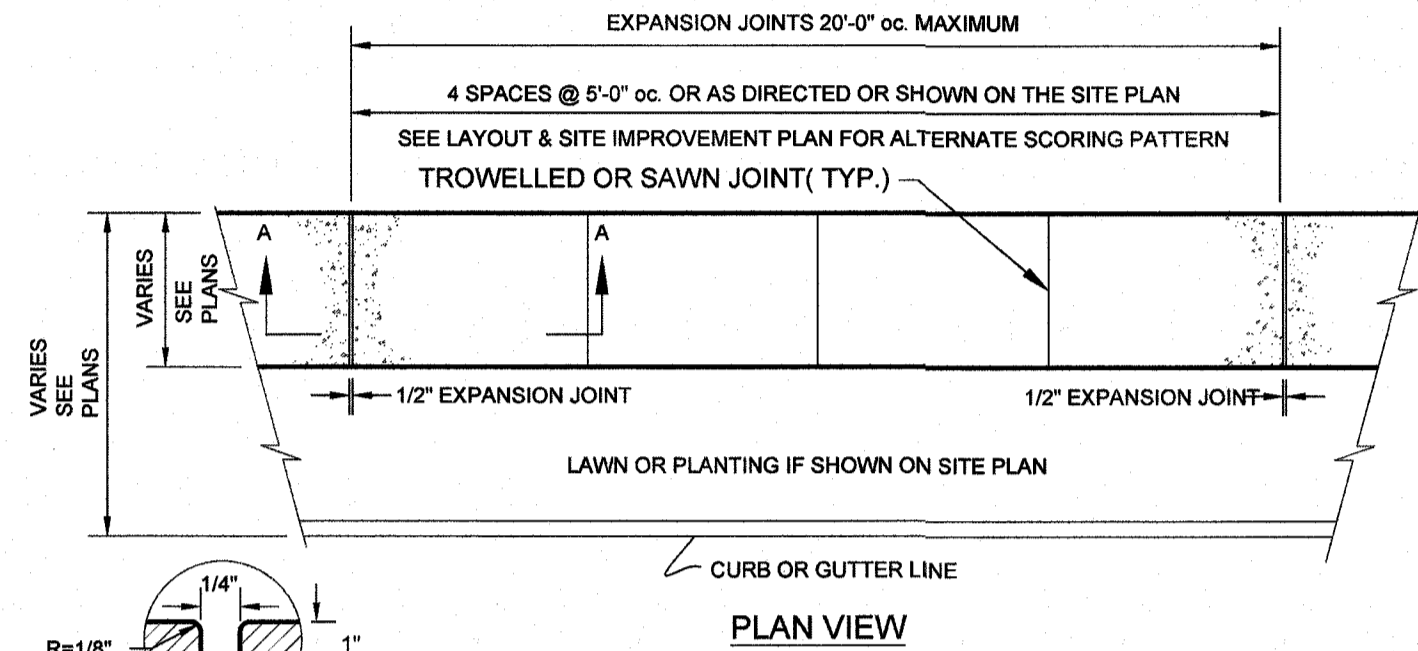 EXPANSION JOINTS 20'-0" oc. MAXIMUM
4 SPACES @ 5'-0" oc. OR AS DIRECTED OR SHOWN ON THE SITE PLAN
SEE LAYOUT & SITE IMPROVEMENT PLAN FOR ALTERNATE SCORING PATTERN
TROWELLED OR SAWN JOINT( TYP.)
A
A
VARIES
SEE
PLANS
VARIES
SEE
PLANS
1/2" EXPANSION JOINT
1/2" EXPANSION JOINT
LAWN OR PLANTING IF SHOWN ON SITE PLAN
CURB OR GUTTER LINE
PLAN VIEW
1/4"
R=1/8"
1"